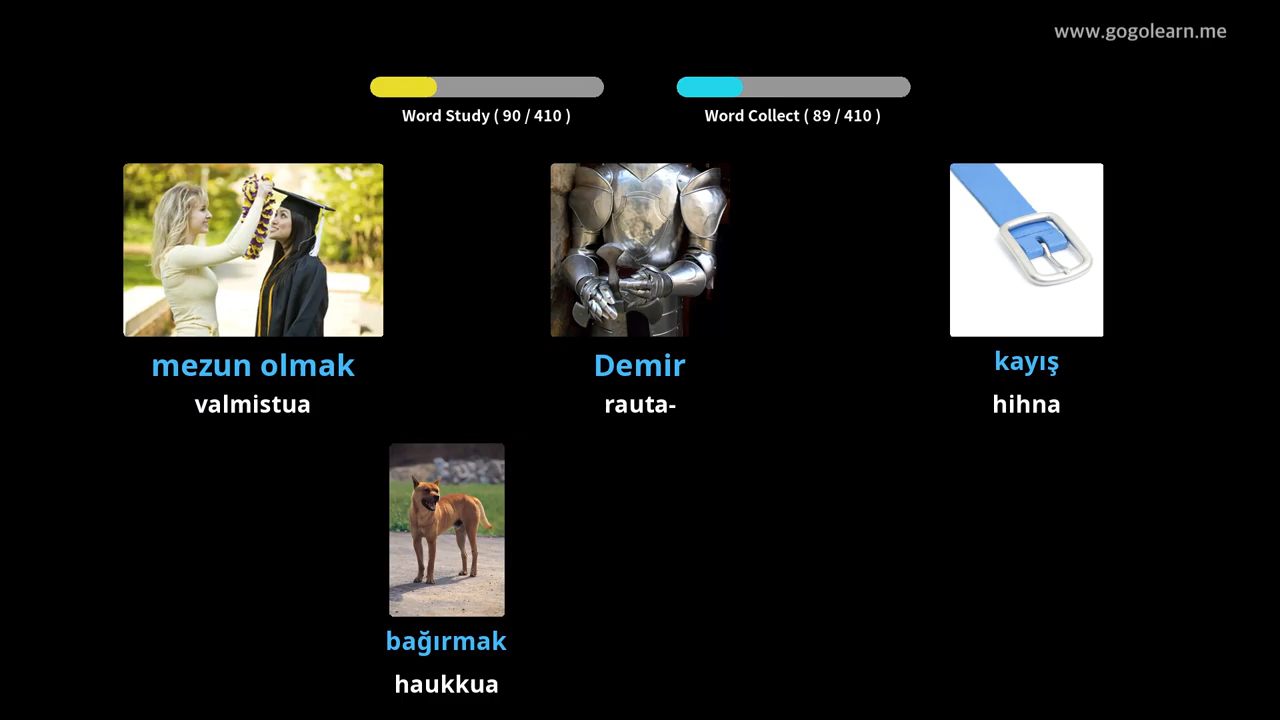 www.gogolearn.me
Word Study ( 90 / 410 )
Word Collect ( 89 / 410 )
mezun olmak
valmistua
Demir
rauta-
kayış
hihna
bağırmak
haukkua